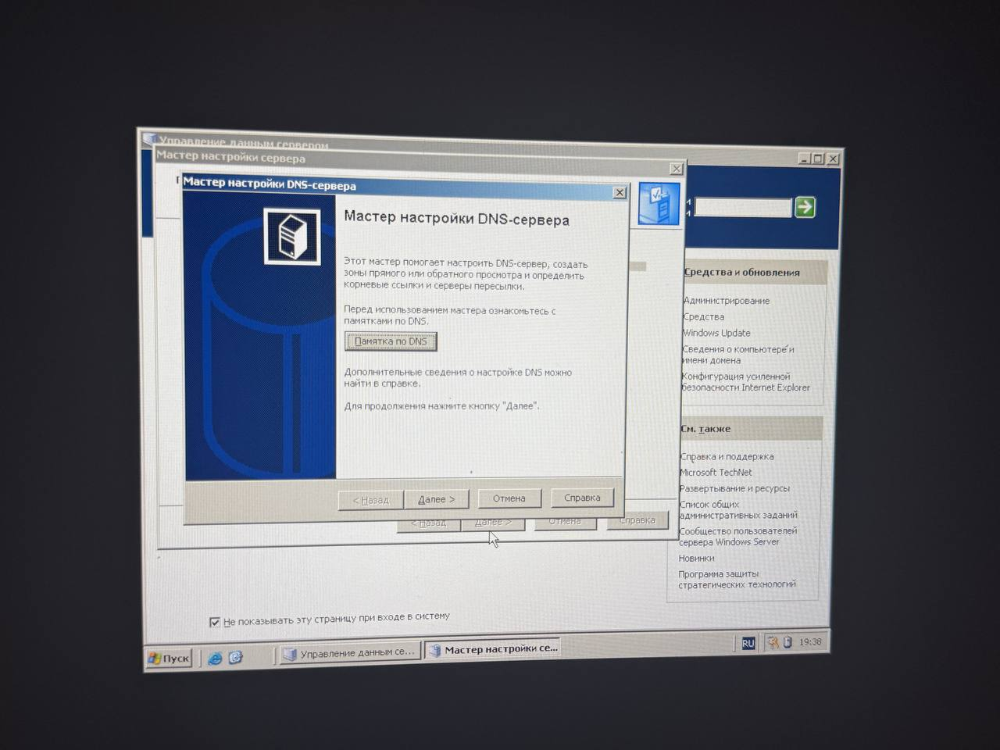 Управление данным сервером
Мастер настройки сервера
Мастер настройки DNS-сервера
Мастер настройки DNS-сервера
Этот мастер помогает настроить DNS-сервер, создать
зоны прямого или обратного просмотра и определить
корневые ссылки и серверы пересылки.
Перед использованием мастера ознакомьтесь с
памятками по DNS.
Памятка по DNS
Дополнительные сведения о настройке DNS можно
найти в справке.
Для продолжения нажмите кнопку "Далее".
< Назад
Далее >
Отмена
Справка
< Назад
Далее >
Отмена
Справка
Средства и обновления
Администрирование
Средства
Windows Update
Сведения о компьютере и
имени домена
Конфигурация усиленной
безопасности Internet Explorer
См. также
Справка и поддержка
Microsoft TechNet
Развертывание и ресурсы
Список общих
административных заданий
Сообщество пользователей
сервера Windows Server
Новинки
Программа защиты
стратегических технологий
Не показывать эту страницу при входе в систему
Пуск
Управление данным се...
Мастер настройки се...
RU
19:38